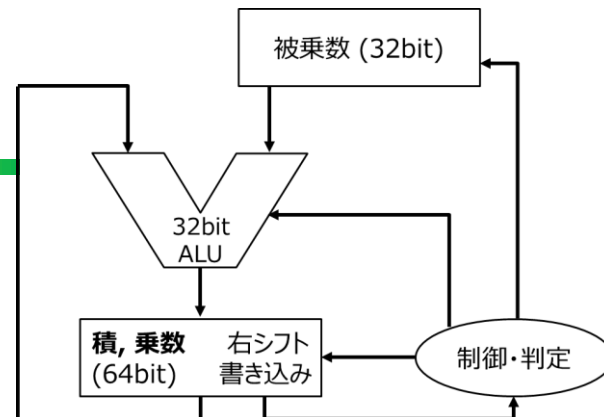 被乗数 (32bit)
32bit
ALU
積, 乗数 右シフト
(64bit) 書き込み
制御・判定